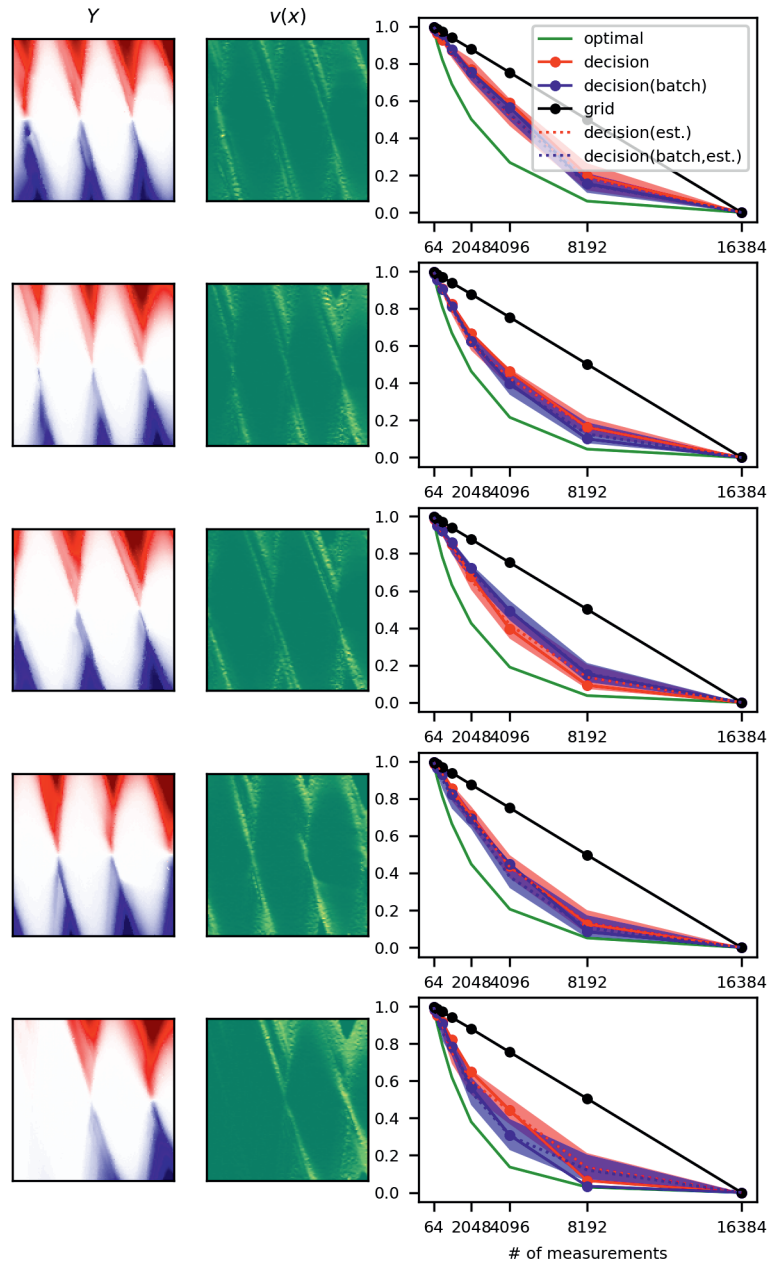 Y v(x)
1.0
0.8
0.6
0.4
0.2
0.0
optimal
decision
decision(batch)
grid
decision(est.)
decision(batch,est.)
64 2048 4096 8192 16384
1.0
0.8
0.6
0.4
0.2
0.0
64 2048 4096 8192 16384
1.0
0.8
0.6
0.4
0.2
0.0
64 2048 4096 8192 16384
1.0
0.8
0.6
0.4
0.2
0.0
64 2048 4096 8192 16384
1.0
0.8
0.6
0.4
0.2
0.0
64 2048 4096 8192 16384
# of measurements